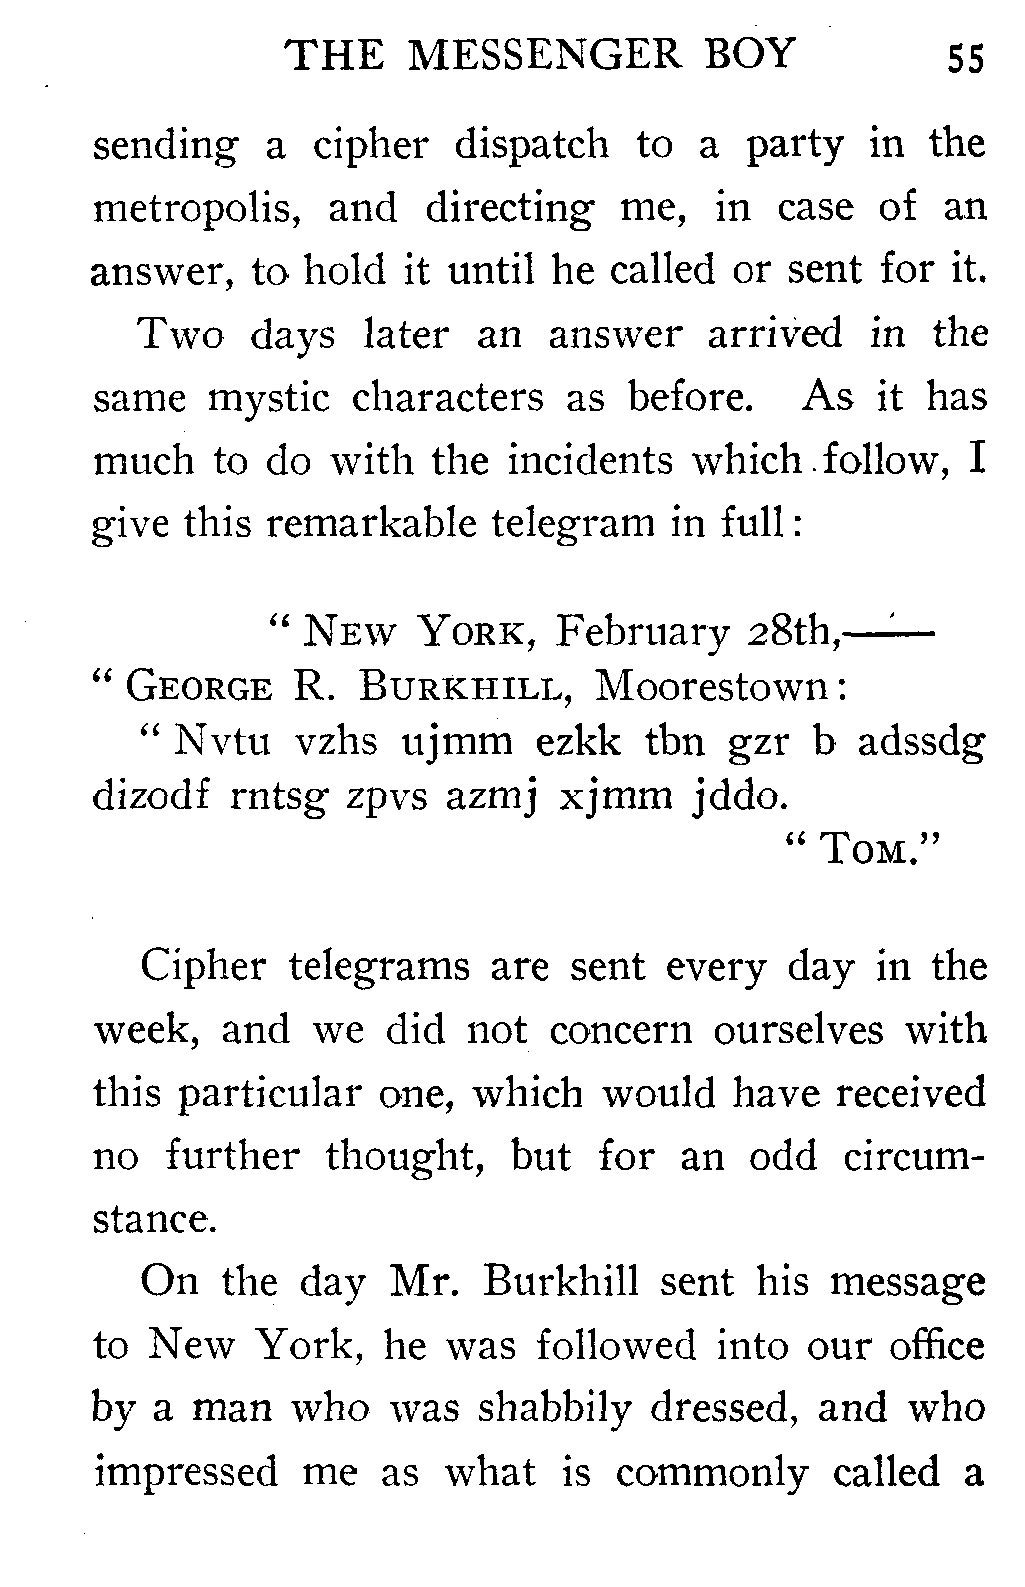 THE MESSENGER BOY 55
sending a cipher dispatch to a party in the
metropolis, and directing me, in case of an
answer, to hold it until he called or sent for it.
Two days later an answer arrived in the
same mystic characters as before. As it has
much to do with the incidents which follow, I
give this remarkable telegram in full:
“ NEW YORK, February 28th,——
“ GEORGE R. BURKHILL, Moorestown:
“ Nvtu vzhs ujmm ezkk tbn gzr b adssdg
dizodf rntsg zpvs azmj xjmm jddo.
“ TOM.”
Cipher telegrams are sent every day in the
week, and we did not concern ourselves with
this particular one, which would have received
no further thought, but for an odd circum-
stance.
On the day Mr. Burkhill sent his message
to New York, he was followed into our office
by a man who was shabbily dressed, and who
impressed me as what is commonly called a